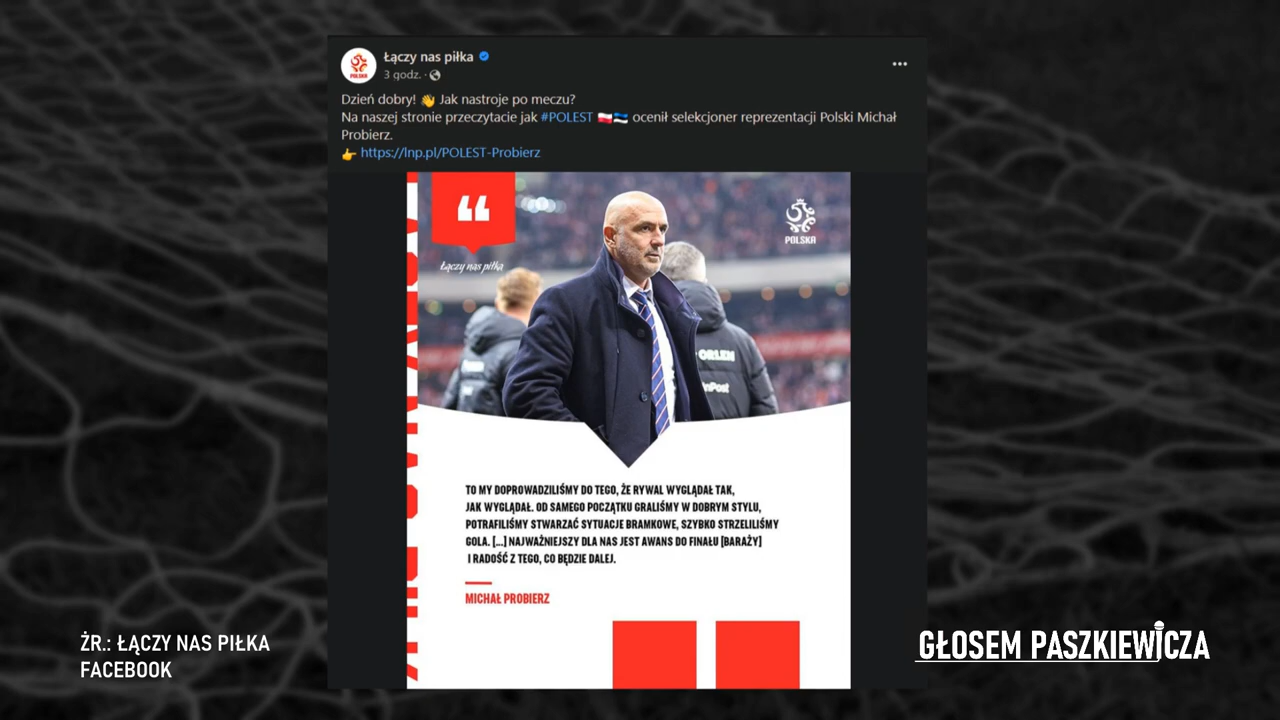 Łączy nas piłka
3 godz.
Dzień dobry! 👋 Jak nastroje po meczu?
Na naszej stronie przeczytacie jak #POLEST 🇵🇱🇪🇪 ocenił selekcjoner reprezentacji Polski Michał
Probierz.
👉 https://lnp.pl/POLEST-Probierz
Łączy nas piłka
POLSKA
ORLEN
InPost
TO MY DOPROWADZILIŚMY DO TEGO, ŻE RYWAL WYGLĄDAŁ TAK,
JAK WYGLĄDAŁ. OD SAMEGO POCZĄTKU GRALIŚMY W DOBRYM STYLU,
POTRAFILIŚMY STWARZAĆ SYTUACJE BRAMKOWE, SZYBKO STRZELILIŚMY
GOLA. [...] NAJWAŻNIEJSZY DLA NAS JEST AWANS DO FINAŁU [BARAŻY]
I RADOŚĆ Z TEGO, CO BĘDZIE DALEJ.
MICHAŁ PROBIERZ
ŹR.: ŁĄCZY NAS PIŁKA
FACEBOOK
GŁOSEM PASZKIEWICZA